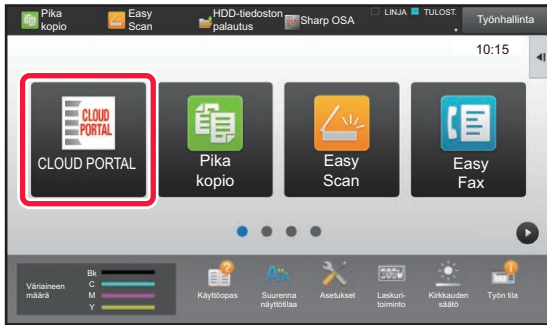 Pika
kopio
Easy
Scan
HDD-tiedoston
palautus
Sharp OSA
LINJA
TULOST.
Työnhallinta
10:15
CLOUD
PORTAL
CLOUD PORTAL
Pika
kopio
Easy
Scan
Easy
Fax
Väriaineen
määrä
Bk
C
M
Y
Käyttöopas
Suurenna
näyttötilaa
Asetukset
Laskuri-
toiminto
Kirkkauden
säätö
Työn tila